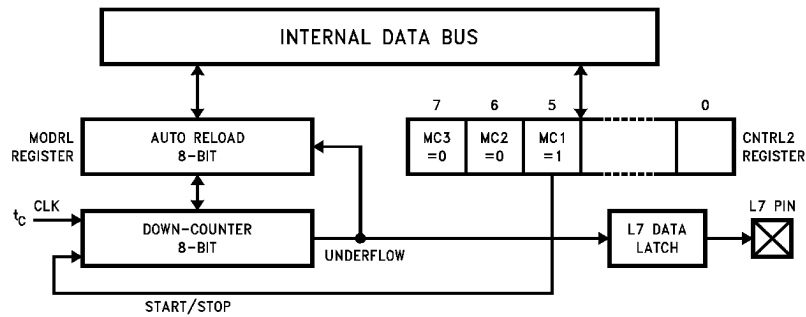 INTERNAL DATA BUS
7 6 5 0
MODRL
REGISTER
AUTO RELOAD
8-BIT
MC3
=0
MC2
=0
MC1
=1
CNTRL2
REGISTER
tC CLK
DOWN-COUNTER
8-BIT
UNDERFLOW
L7 DATA
LATCH
L7 PIN
START/STOP